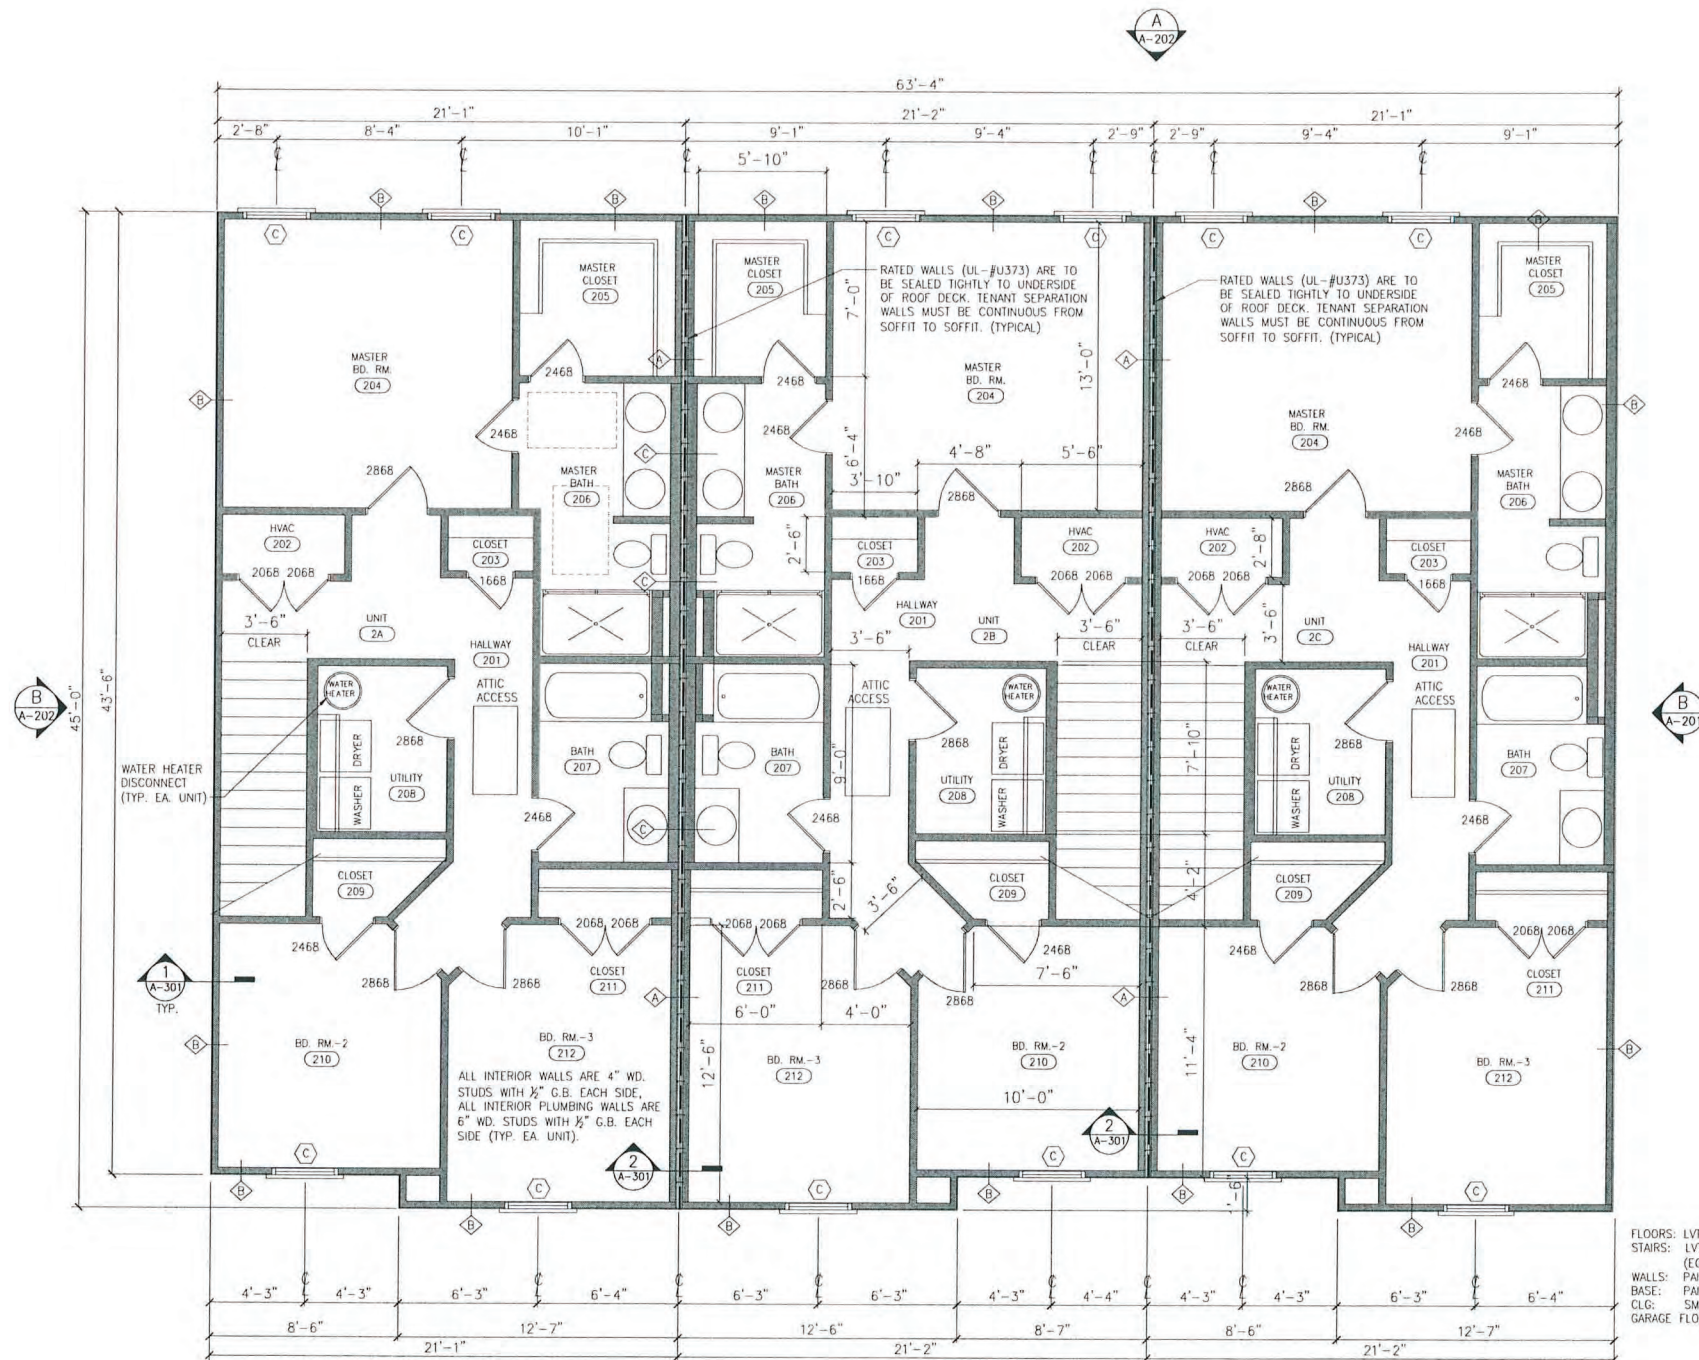 A
A-202
63'-4"
21'-1"
21'-2"
21'-1"
2'-8"
8'-4"
10'-1"
9'-1"
9'-4"
2'-9"
2'-9"
9'-4"
9'-1"
5'-10"
B
B
B
B
B
B
C
C
C
C
C
C
MASTER
CLOSET
205
MASTER
CLOSET
205
MASTER
CLOSET
205
RATED WALLS (UL-#U373) ARE TO
BE SEALED TIGHTLY TO UNDERSIDE
OF ROOF DECK. TENANT SEPARATION
WALLS MUST BE CONTINUOUS FROM
SOFFIT TO SOFFIT. (TYPICAL)
RATED WALLS (UL-#U373) ARE TO
BE SEALED TIGHTLY TO UNDERSIDE
OF ROOF DECK. TENANT SEPARATION
WALLS MUST BE CONTINUOUS FROM
SOFFIT TO SOFFIT. (TYPICAL)
7'-0"
13'-0"
A
A
MASTER
BD. RM.
204
MASTER
BD. RM.
204
MASTER
BD. RM.
204
2468
2468
2468
B
B
2468
2468
2468
C
6'-4"
4'-8"
5'-6"
3'-10"
2868
2868
2868
MASTER
BATH
206
MASTER
BATH
206
MASTER
BATH
206
HVAC
202
CLOSET
203
2'-6"
CLOSET
203
HVAC
202
HVAC
202
2'-8"
CLOSET
203
2068 2068
1668
C
1668
2068 2068
2068 2068
1668
3'-6"
CLEAR
UNIT
2A
HALLWAY
201
HALLWAY
201
UNIT
2B
3'-6"
3'-6"
CLEAR
3'-6"
CLEAR
3'-6"
UNIT
2C
HALLWAY
201
B
A-202
45'-0"
43'-6"
B
A-201
WATER
HEATER
ATTIC
ACCESS
ATTIC
ACCESS
WATER
HEATER
WATER
HEATER
ATTIC
ACCESS
WATER HEATER
DISCONNECT
(TYP. EA. UNIT)
2868
2868
2868
DRYER
WASHER
UTILITY
208
BATH
207
BATH
207
9'-0"
UTILITY
208
DRYER
WASHER
7'-10"
DRYER
WASHER
UTILITY
208
BATH
207
2468
C
2468
2468
CLOSET
209
2'-6"
3'-6"
CLOSET
209
4'-2"
CLOSET
209
2468
2068 2068
2068 2068
2468
2468
2068 2068
1
A-301
TYP.
2868
2868
CLOSET
211
CLOSET
211
2868
2868
7'-6"
2868
2868
CLOSET
211
A
A
6'-0"
4'-0"
B
BD. RM.-2
210
BD. RM.-3
212
12'-6"
BD. RM.-3
212
BD. RM.-2
210
BD. RM.-2
210
11'-4"
BD. RM.-3
212
B
ALL INTERIOR WALLS ARE 4" WD.
STUDS WITH ½" G.B. EACH SIDE,
ALL INTERIOR PLUMBING WALLS ARE
6" WD. STUDS WITH ½" G.B. EACH
SIDE (TYP. EA. UNIT).
10'-0"
2
A-301
2
A-301
C
C
C
C
C
C
B
B
B
B
B
B
FLOORS:
STAIRS:
WALLS:
BASE:
CLG:
GARAGE
4'-3"
4'-3"
6'-3"
6'-4"
6'-3"
6'-3"
4'-3"
4'-4"
4'-3"
4'-3"
6'-3"
6'-4"
8'-6"
12'-7"
12'-6"
8'-7"
8'-6"
12'-7"
21'-1"
21'-2"
21'-2"